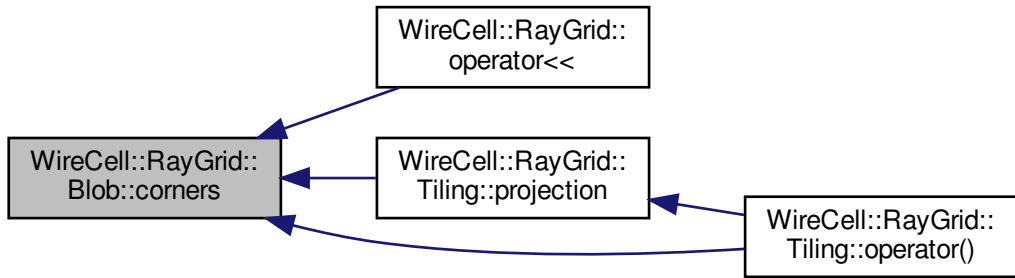 WireCell::RayGrid::
operator<<
WireCell::RayGrid::
Blob::corners
WireCell::RayGrid::
Tiling::projection
WireCell::RayGrid::
Tiling::operator()